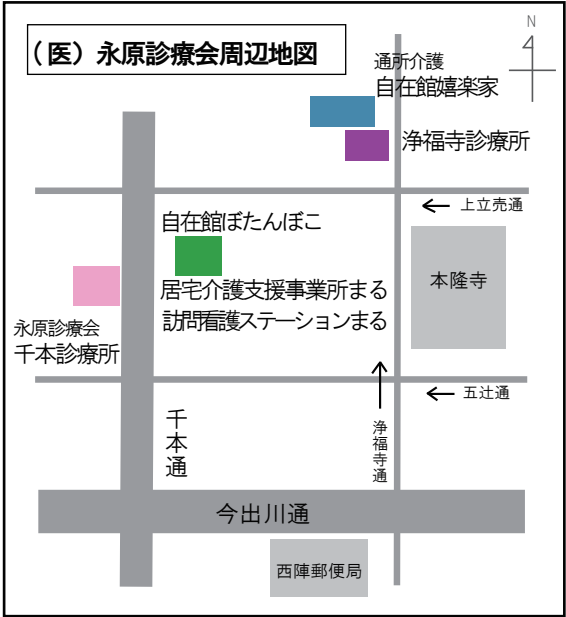 （医）永原診療会周辺地図
N
通所介護
自在館嬉楽家
浄福寺診療所
上立売通
自在館ぼたんぼこ
本隆寺
居宅介護支援事業所まる
訪問看護ステーションまる
永原診療会
千本診療所
五辻通
千本通
浄福寺通
今出川通
西陣郵便局